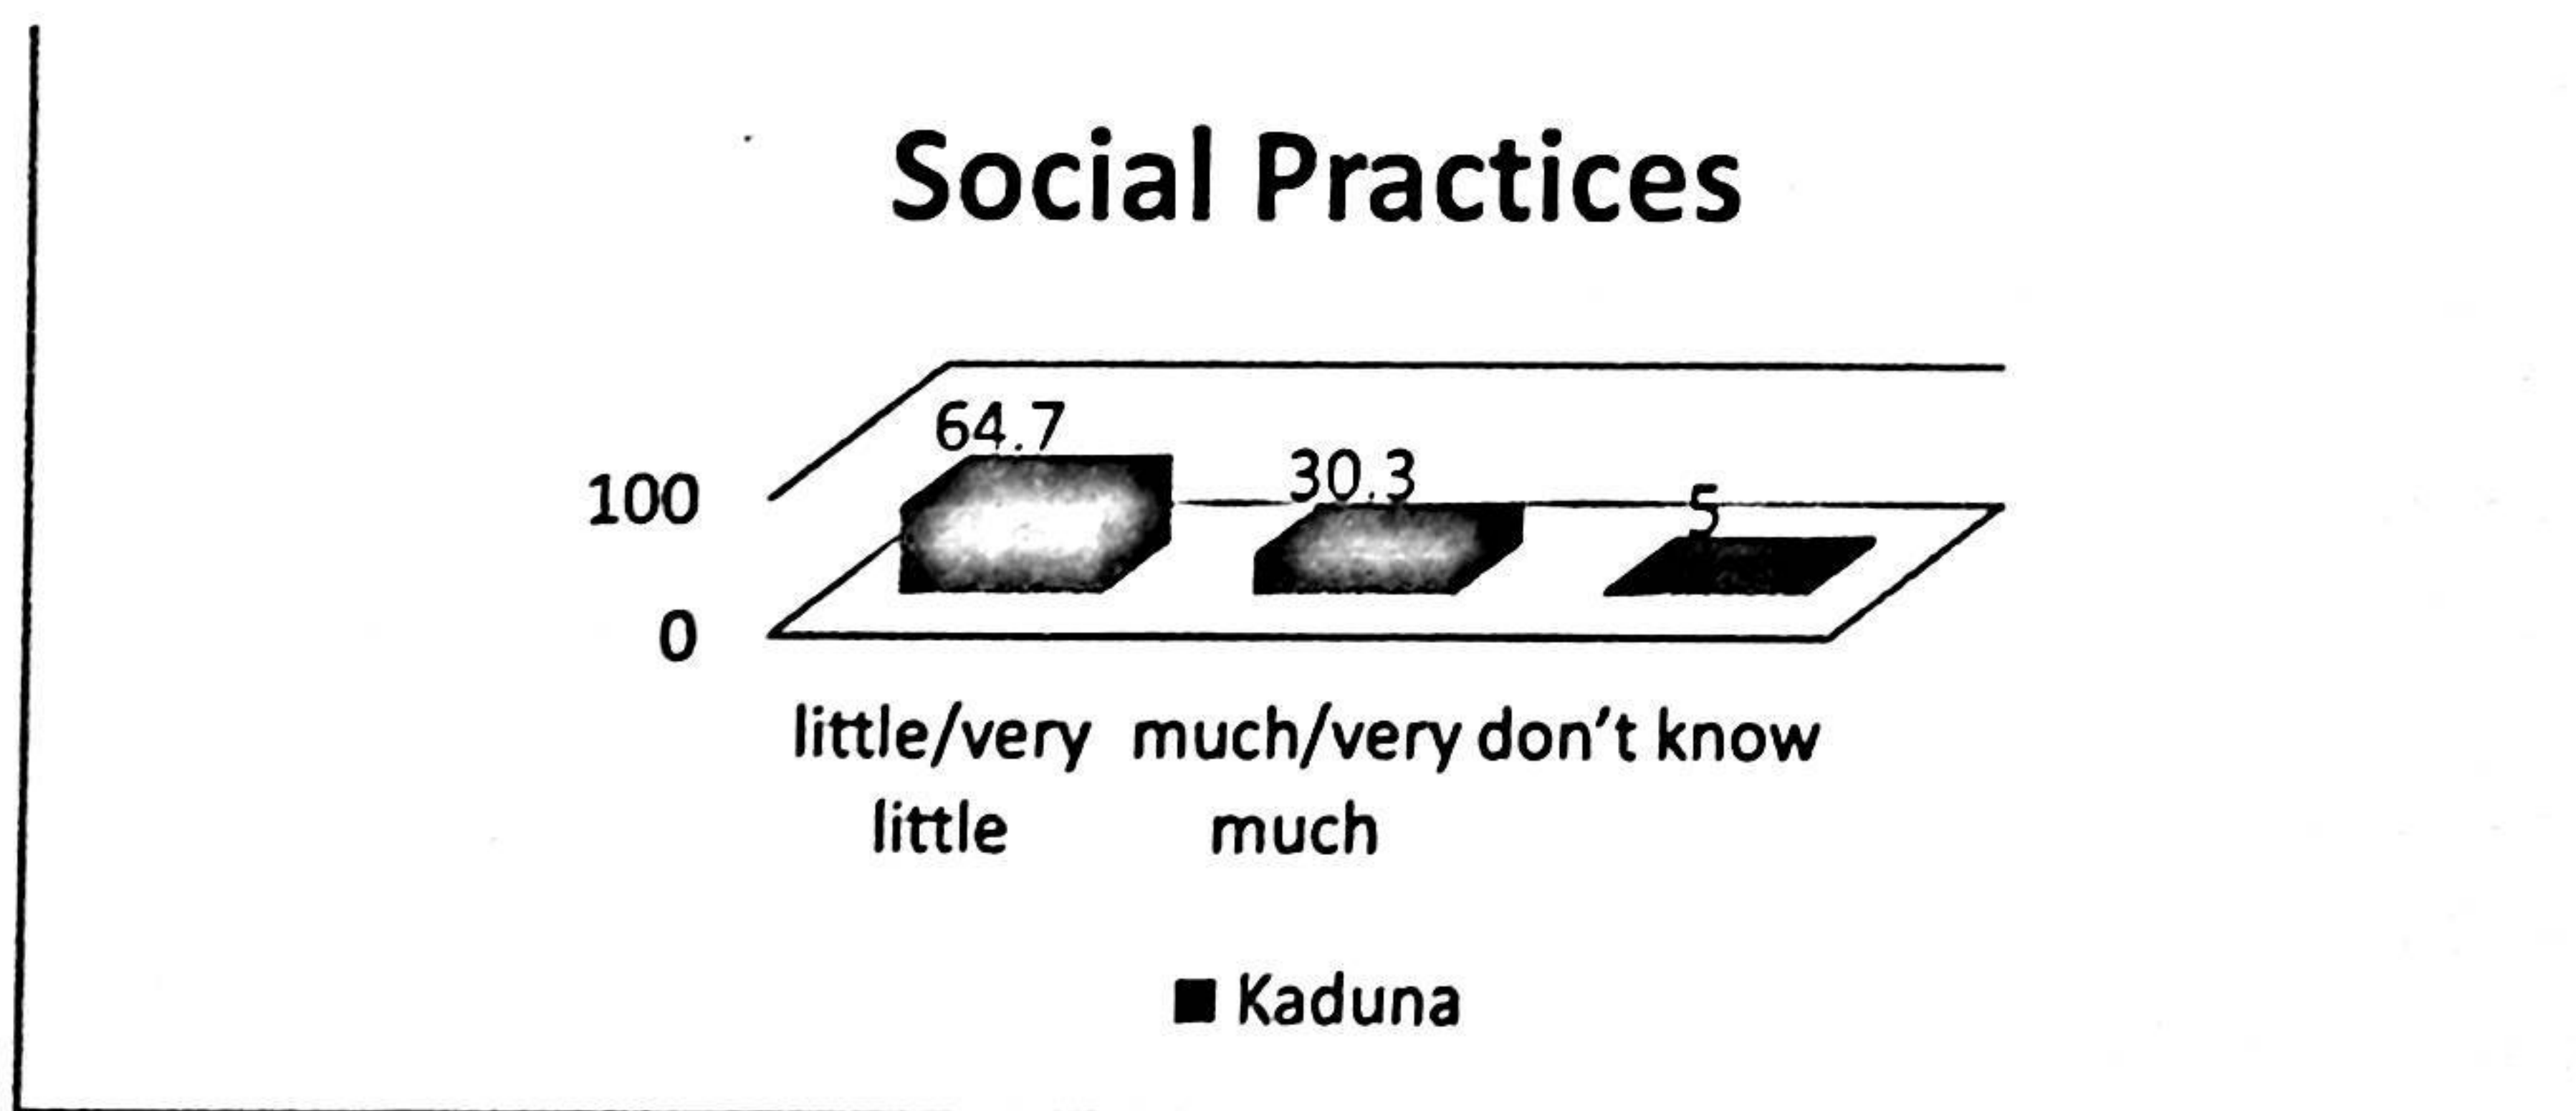 Social Practices
64.7
30.3
5
100
0
little/very much/very don't know
little much
Kaduna